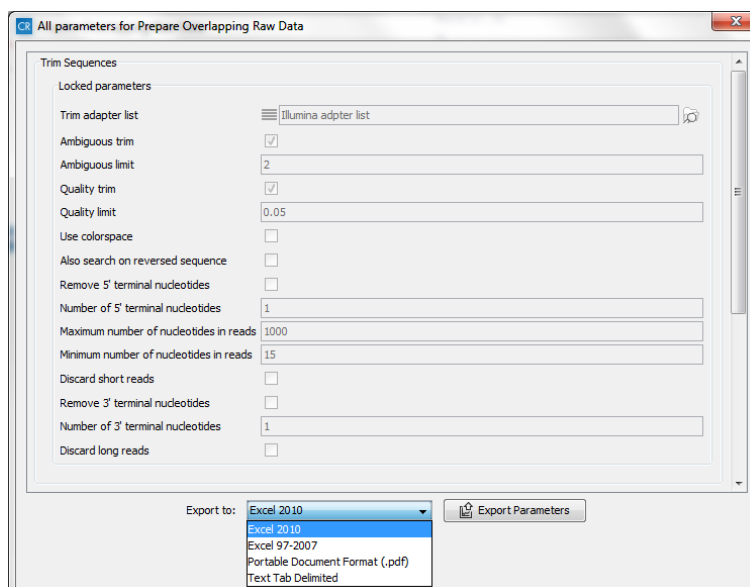 CR All parameters for Prepare Overlapping Raw Data
Trim Sequences
Locked parameters
Trim adapter list Illumina adpter list
Ambiguous trim
Ambiguous limit 2
Quality trim
Quality limit 0.05
Use colorspace
Also search on reversed sequence
Remove 5' terminal nucleotides
Number of 5' terminal nucleotides 1
Maximum number of nucleotides in reads 1000
Minimum number of nucleotides in reads 15
Discard short reads
Remove 3' terminal nucleotides
Number of 3' terminal nucleotides 1
Discard long reads
Export to: Excel 2010 Export Parameters
Excel 2010
Excel 97-2007
Portable Document Format (.pdf)
Text Tab Delimited